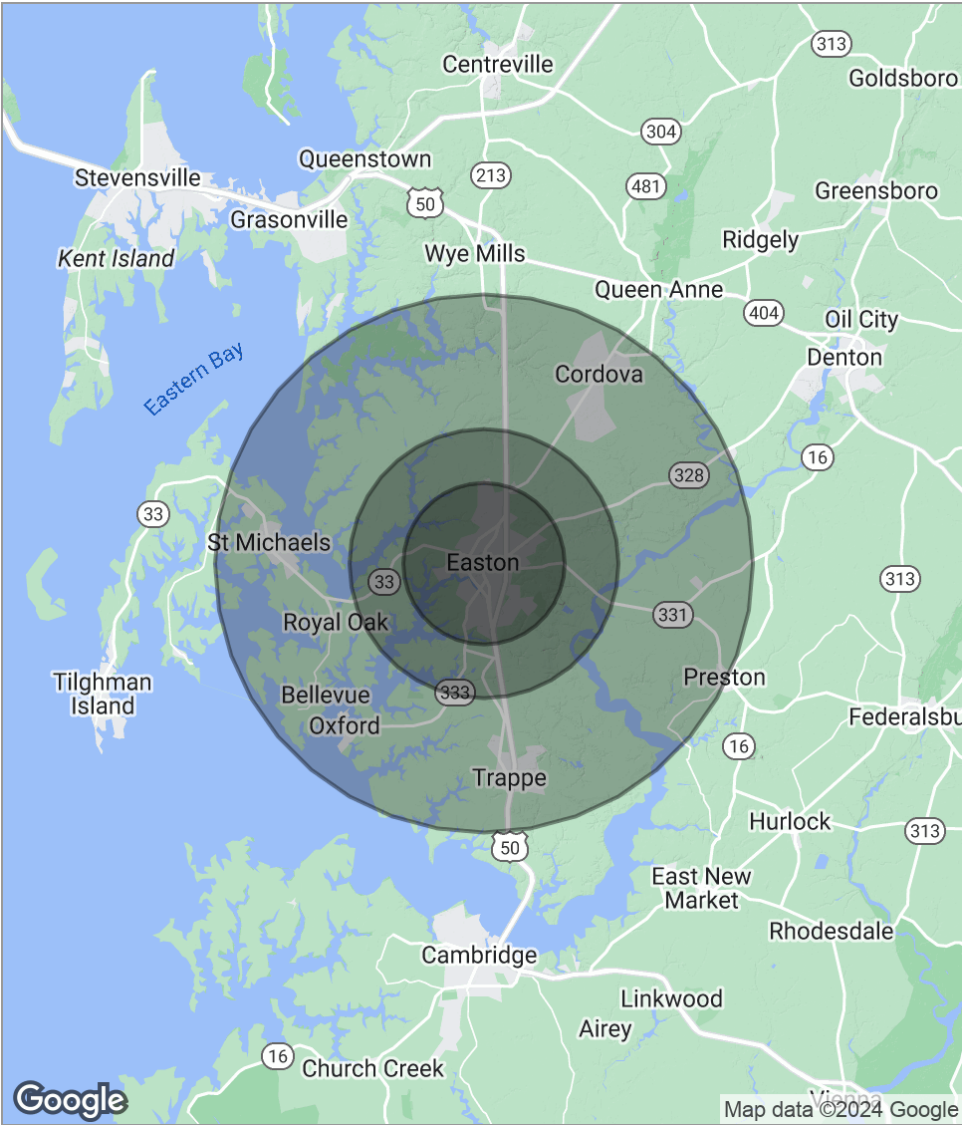 313
Centreville
Goldsboro
304
Queenstown
213
481
Stevensville
Greensboro
50
Grasonville
Ridgely
Wye Mills
Kent Island
Queen Anne
404
Oil City
Denton
Eastern Bay
Cordova
16
328
33
St Michaels
Easton
33
313
331
Royal Oak
Preston
Tilghman
Island
333
Bellevue
Oxford
Federalsbu
16
Trappe
Hurlock
313
50
East New
Market
Rhodesdale
Cambridge
Linkwood
Airey
16
Church Creek
Vienna
Google
Map data ©2024 Google